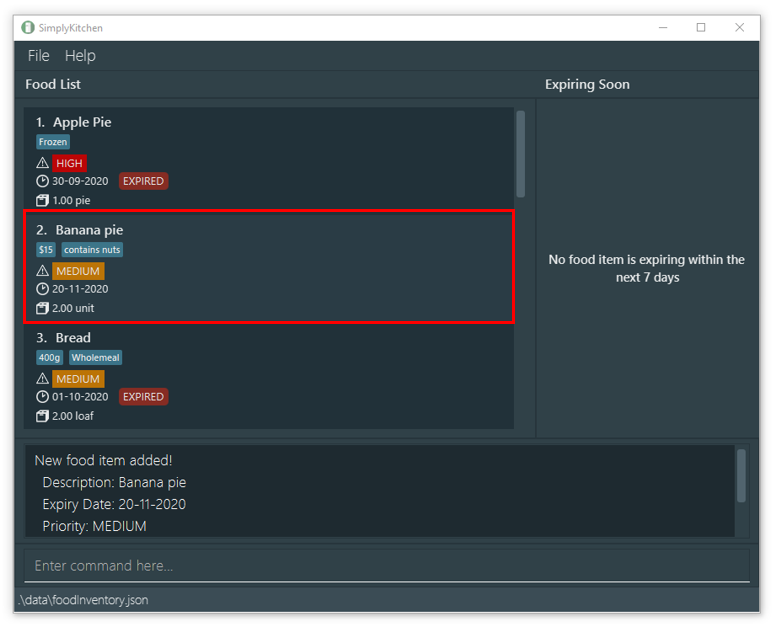 SimplyKitchen
File Help
Food List
Expiring Soon
1. Apple Pie
Frozen
HIGH
30-09-2020 EXPIRED
1.00 pie
2. Banana pie
$15 contains nuts
MEDIUM
20-11-2020
2.00 unit
3. Bread
400g Wholemeal
MEDIUM
01-10-2020 EXPIRED
2.00 loaf
No food item is expiring within the
next 7 days
New food item added!
Description: Banana pie
Expiry Date: 20-11-2020
Priority: MEDIUM
Enter command here...
.\data\foodInventory.json